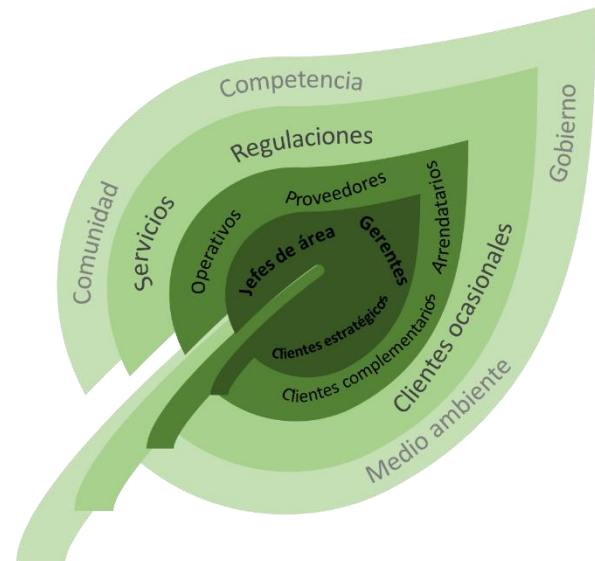 Competencia
Gobierno
Comunidad
Medio ambiente
Regulaciones
Servicios
Clientes ocasionales
Proveedores
Operativos
Arrendatarios
Clientes complementarios
Jefes de área
Gerentes
Clientes estratégicos